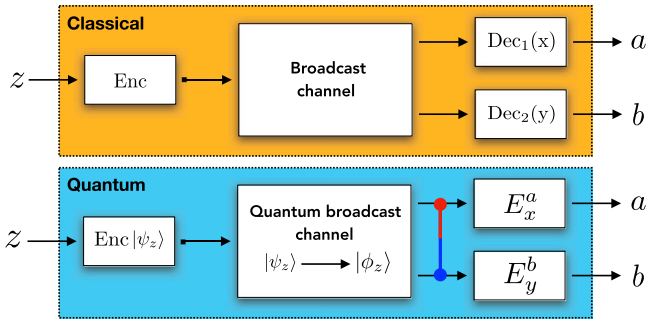 Classical
z
Enc
Broadcast
channel
Dec₁(x)
a
Dec₂(y)
b
Quantum
z
Enc |ψ_z⟩
Quantum broadcast
channel
|ψ_z⟩ ⟶ |ϕ_z⟩
E_x^a
a
E_y^b
b